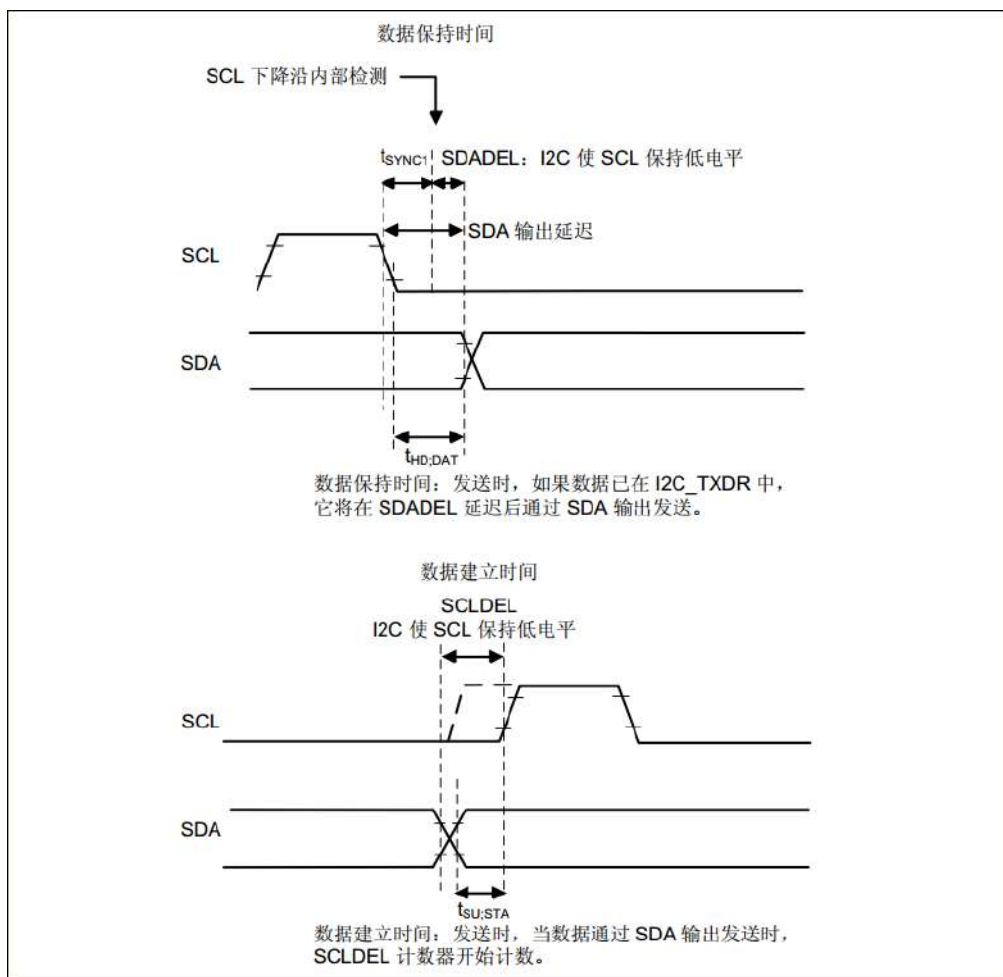 数据保持时间
SCL 下降沿内部检测
tSYNC1 SDADEL：I2C 使 SCL 保持低电平
SDA 输出延迟
SCL
SDA
tHD;DAT
数据保持时间：发送时，如果数据已在 I2C_TXDR 中，
它将在 SDADEL 延迟后通过 SDA 输出发送。
数据建立时间
SCLDEL
I2C 使 SCL 保持低电平
SCL
SDA
tSU;STA
数据建立时间：发送时，当数据通过 SDA 输出发送时，
SCLDEL 计数器开始计数。